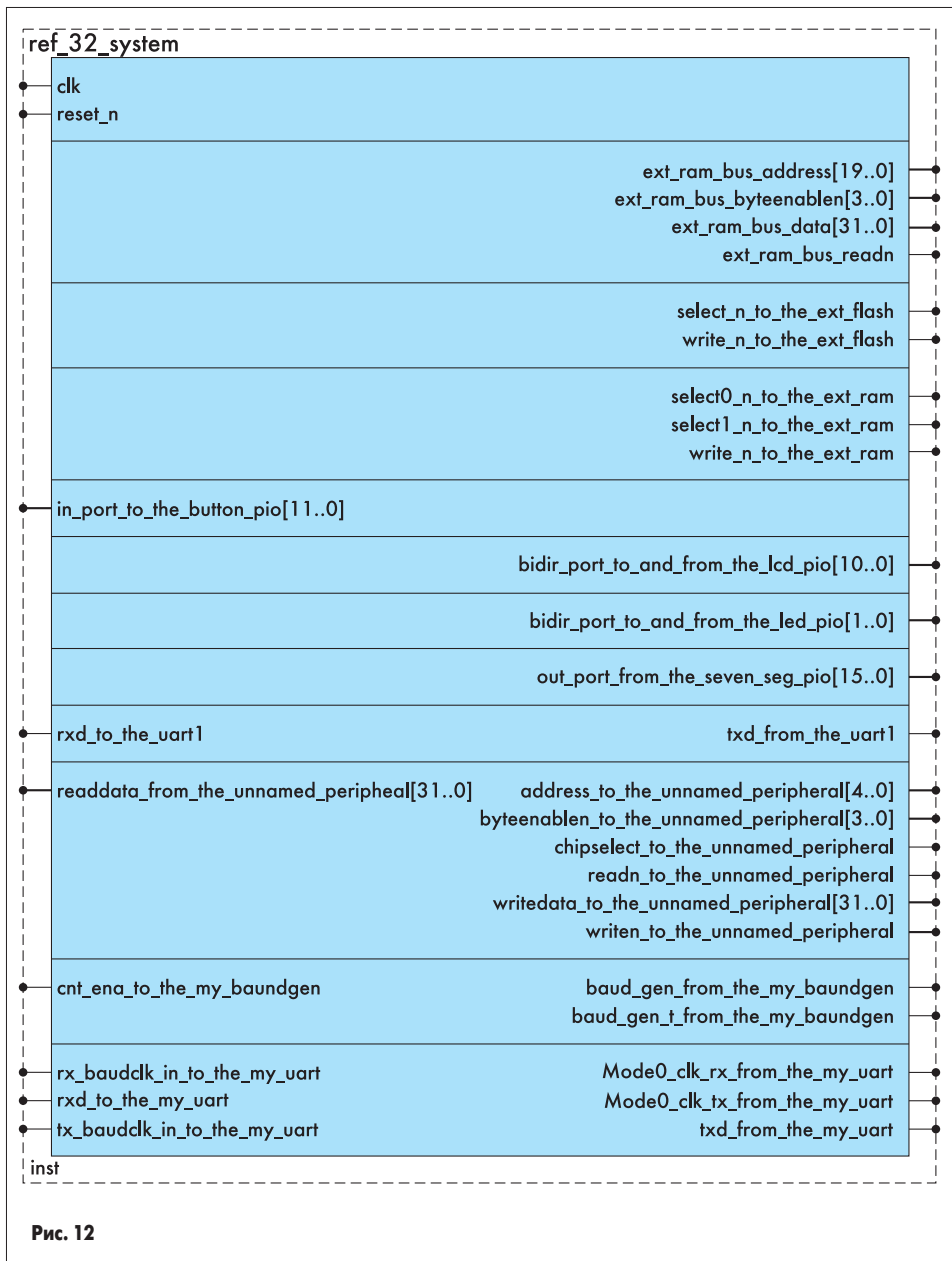 ref_32_system
clk
reset_n
ext_ram_bus_address[19..0]
ext_ram_bus_byteenablen[3..0]
ext_ram_bus_data[31..0]
ext_ram_bus_readn
select_n_to_the_ext_flash
write_n_to_the_ext_flash
select0_n_to_the_ext_ram
select1_n_to_the_ext_ram
write_n_to_the_ext_ram
in_port_to_the_button_pio[11..0]
bidir_port_to_and_from_the_lcd_pio[10..0]
bidir_port_to_and_from_the_led_pio[1..0]
out_port_from_the_seven_seg_pio[15..0]
rxd_to_the_uart1 txd_from_the_uart1
readdata_from_the_unnamed_palpheal[31..0] address_to_the_unnamed_peripheral[4..0]
byteenablen_to_the_unnamed_peripheral[3..0]
chipselect_to_the_unnamed_peripheral
readn_to_the_unnamed_peripheral
writedata_to_the_unnamed_peripheral[31..0]
writen_to_the_unnamed_peripheral
cnt_ena_to_the_my_baundgen baud_gen_from_the_my_baundgen
baud_gen_t_from_the_my_baundgen
rx_baudclk_in_to_the_my_uart Mode0_clk_rx_from_the_my_uart
rxd_to_the_my_uart Mode0_clk_tx_from_the_my_uart
tx_baudclk_in_to_the_my_uart txd_from_the_my_uart
inst
Рис. 12